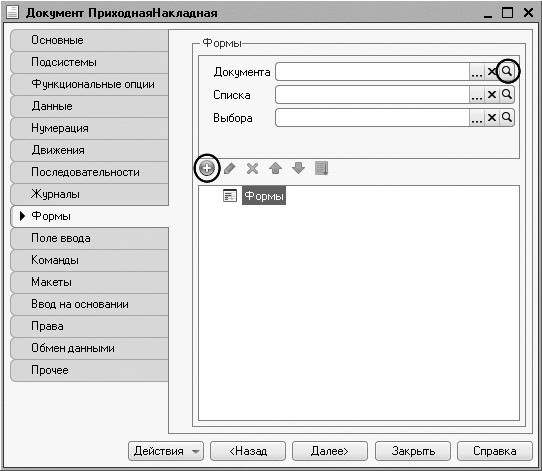 Документ ПриходнаяНакладная
Основные
Подсистемы
Функциональные опции
Данные
Нумерация
Движения
Последовательности
Журналы
Формы
Поле ввода
Команды
Макеты
Ввод на основании
Права
Обмен данными
Прочее
Формы
Документа
Списка
Выбора
Формы
Действия
<Назад
Далее>
Закрыть
Справка